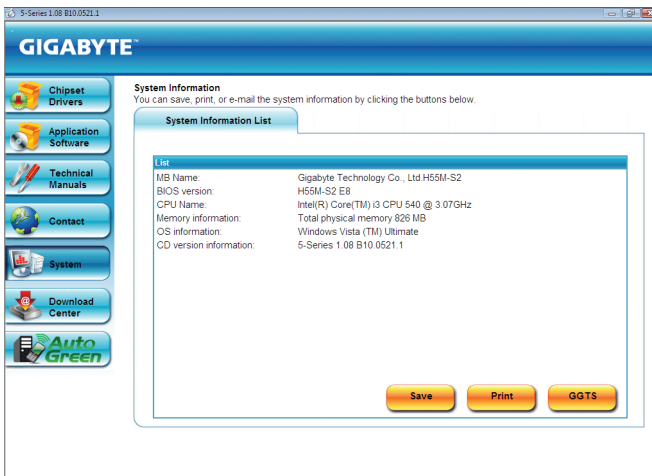 5-Series 1.08 B10.0521.1
GIGABYTE™
Chipset
Drivers
Application
Software
Technical
Manuals
Contact
System
Download
Center
Auto
Green
System Information
You can save, print, or e-mail the system information by clicking the buttons below.
System Information List
List
MB Name: Gigabyte Technology Co., Ltd.H55M-S2
BIOS version: H55M-S2 E8
CPU Name: Intel(R) Core(TM) i3 CPU 540 @ 3.07GHz
Memory information: Total physical memory 826 MB
OS information: Windows Vista (TM) Ultimate
CD version information: 5-Series 1.08 B10.0521.1
Save Print GGTS